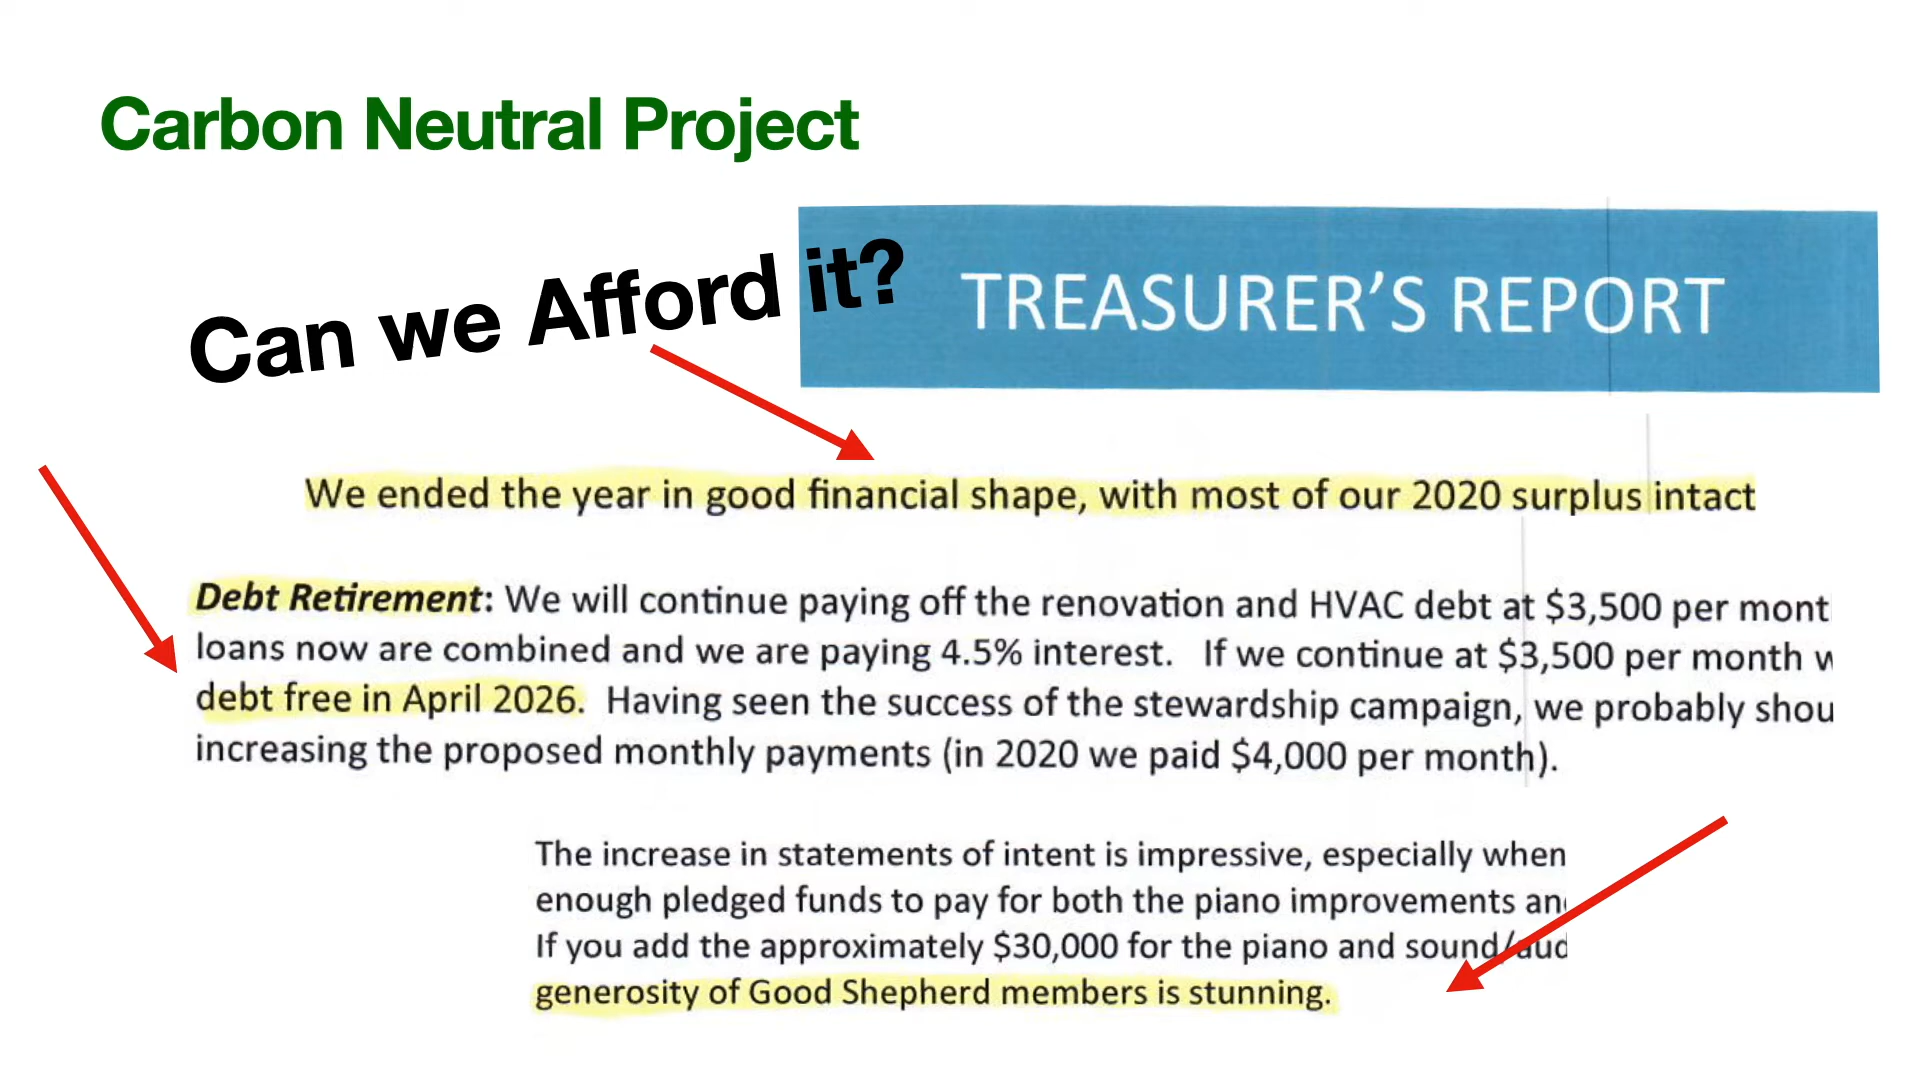 Carbon Neutral Project
Can we Afford it?
TREASURER'S REPORT
We ended the year in good financial shape, with most of our 2020 surplus intact
Debt Retirement: We will continue paying off the renovation and HVAC debt at $3,500 per mont
loans now are combined and we are paying 4.5% interest. If we continue at $3,500 per month w
debt free in April 2026. Having seen the success of the stewardship campaign, we probably shou
increasing the proposed monthly payments (in 2020 we paid $4,000 per month).
The increase in statements of intent is impressive, especially when
enough pledged funds to pay for both the piano improvements an
If you add the approximately $30,000 for the piano and sound/aud
generosity of Good Shepherd members is stunning.